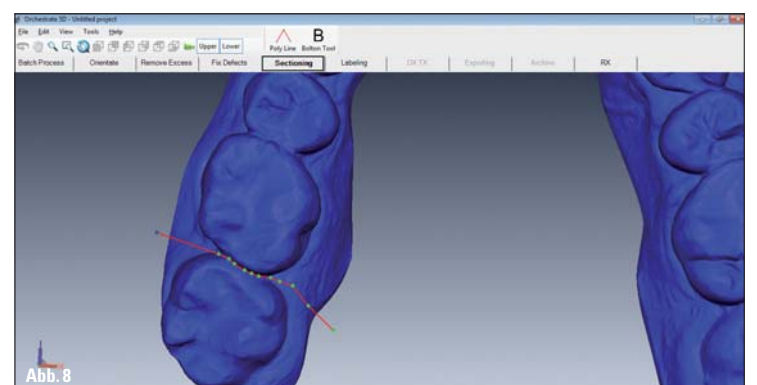 Orchestrate 3D - Untitled project
File Edit View Tools Help
Upper Lower
Poly Line Bolton Tool
B
Batch Process Orientate Remove Excess Fix Defects Sectioning Labeling DX TX Exporting Archive RX
Abb. 8